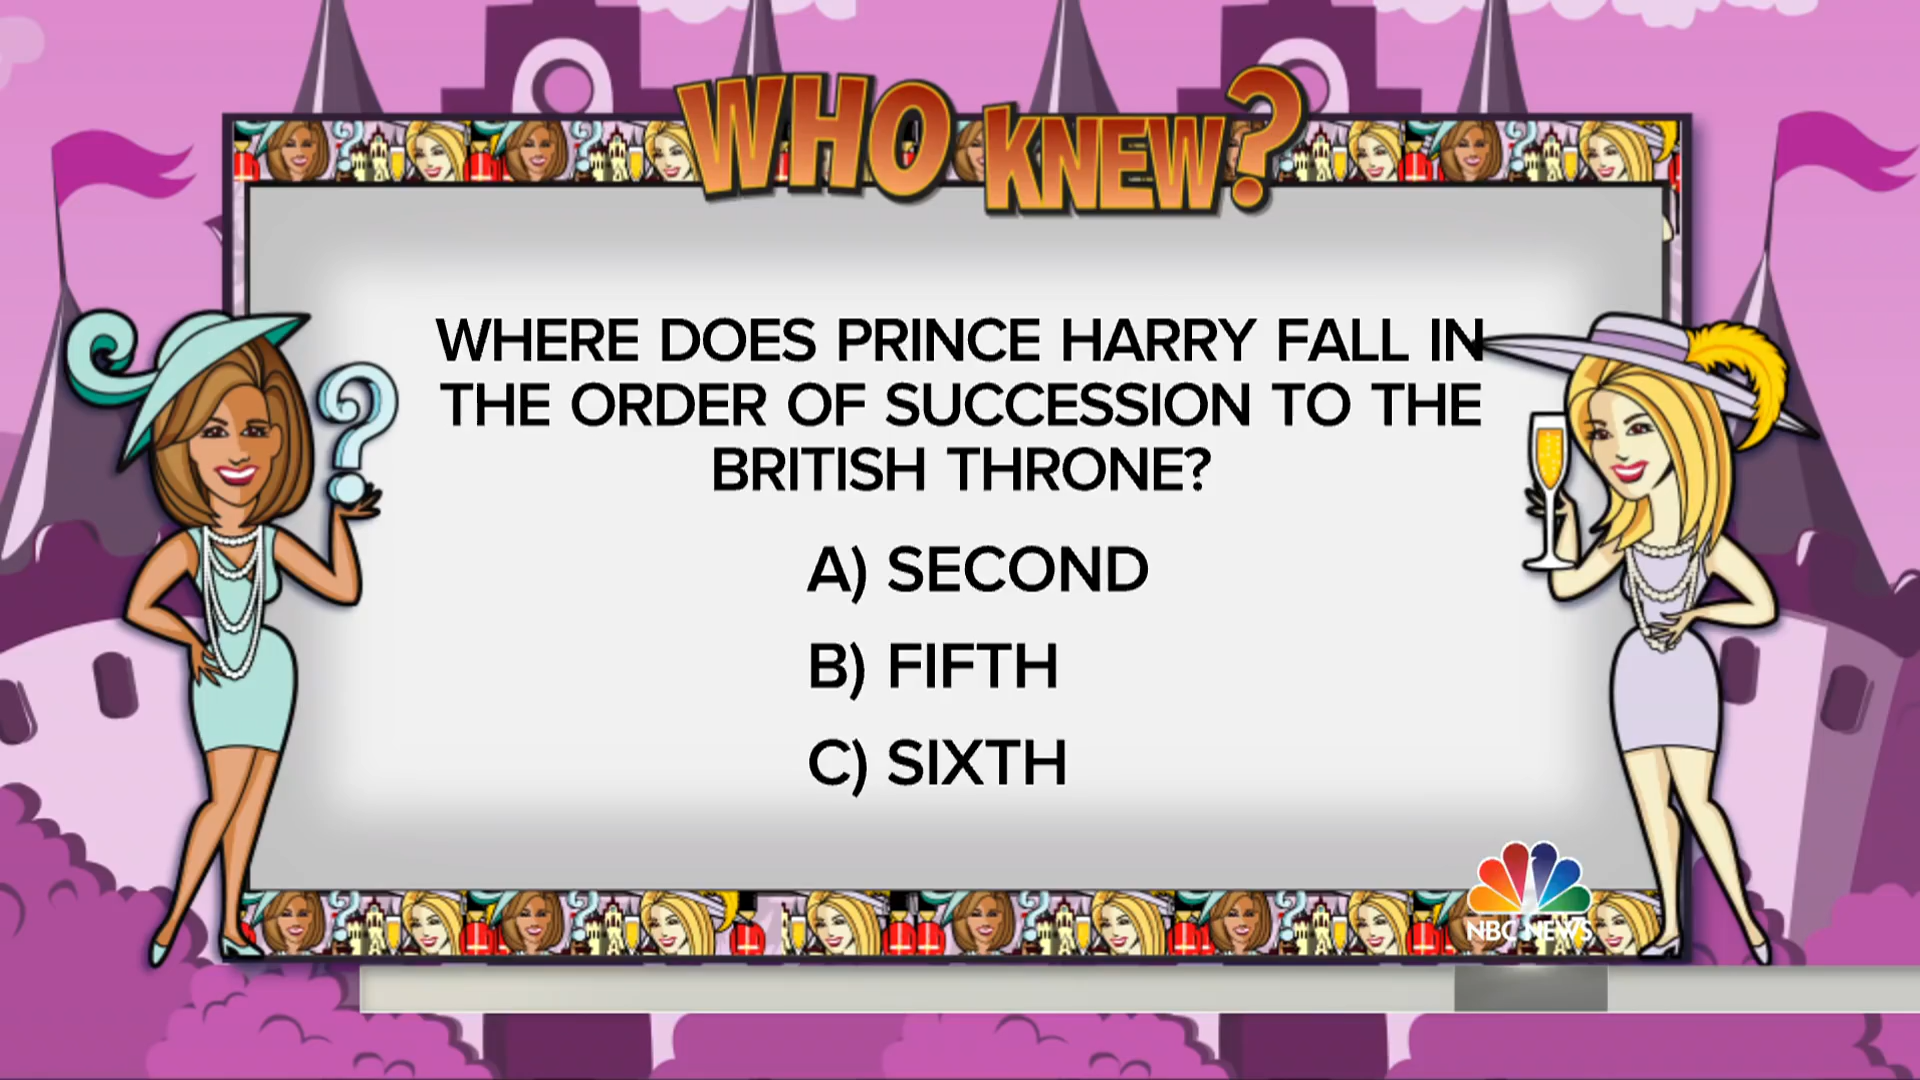 WHO KNEW?
WHERE DOES PRINCE HARRY FALL IN
THE ORDER OF SUCCESSION TO THE
BRITISH THRONE?
A) SECOND
B) FIFTH
C) SIXTH
NBC NEWS